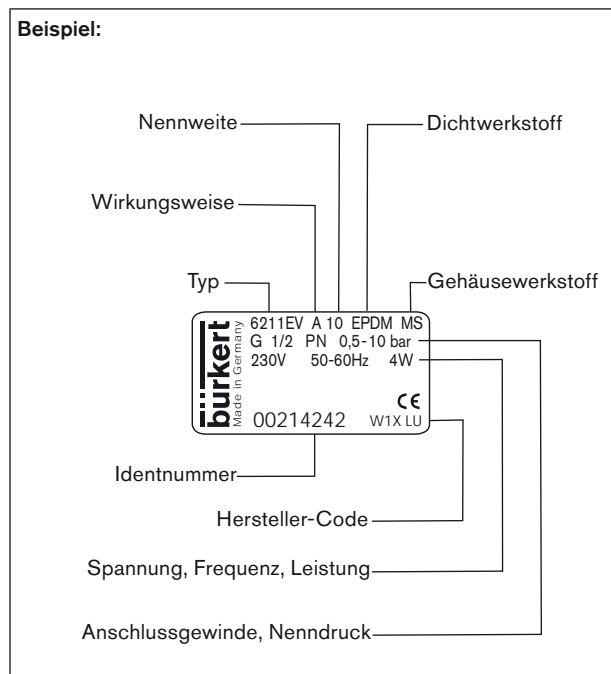 Beispiel:
Nennweite
Dichtwerkstoff
Wirkungsweise
Typ
Gehäusewerkstoff
bürkert
Made in Germany
6211EV A 10 EPDM MS
G 1/2 PN 0,5-10 bar
230V 50-60Hz 4W
CE
00214242 W1X LU
Identnummer
Hersteller-Code
Spannung, Frequenz, Leistung
Anschlussgewinde, Nenndruck